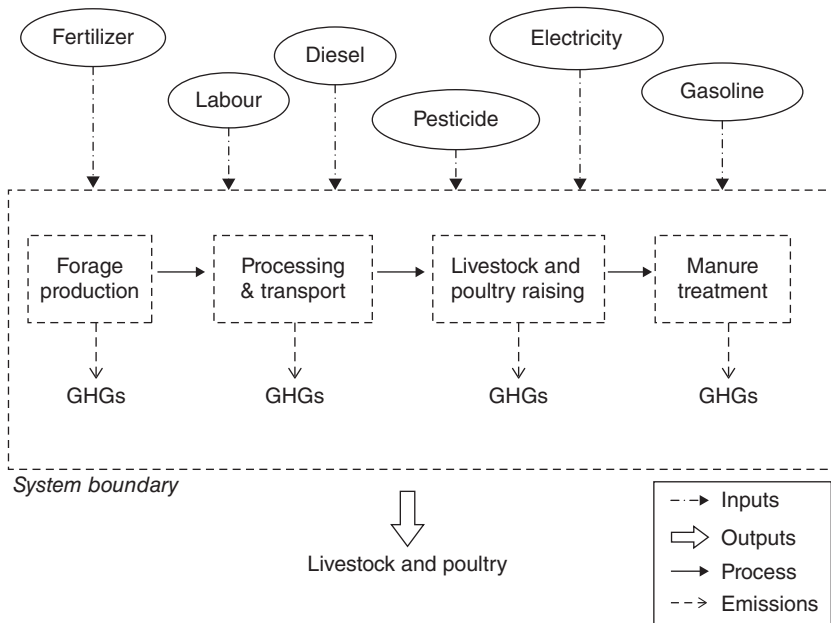 Fertilizer
Labour
Diesel
Pesticide
Electricity
Gasoline
Forage
production
Processing
& transport
Livestock and
poultry raising
Manure
treatment
GHGs
GHGs
GHGs
GHGs
System boundary
Livestock and poultry
Inputs
Outputs
Process
Emissions